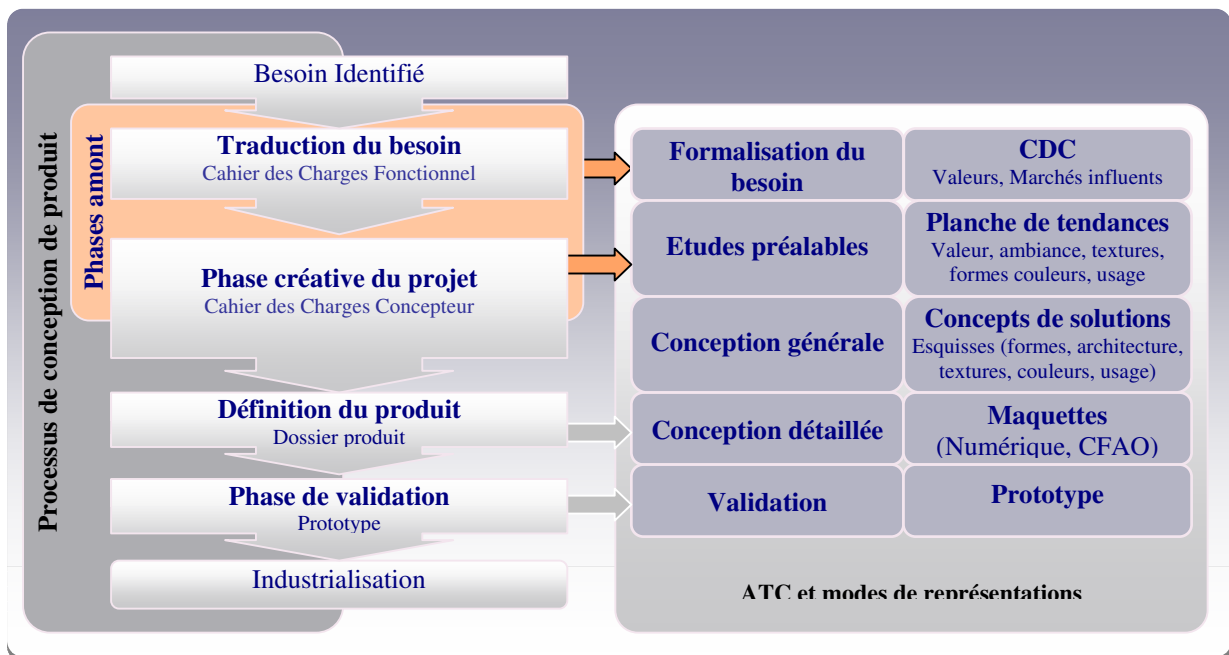 Processus de conception de produit
Phases amont
Besoin Identifié
Traduction du besoin
Cahier des Charges Fonctionnel
Phase créative du projet
Cahier des Charges Concepteur
Définition du produit
Dossier produit
Phase de validation
Prototype
Industrialisation
Formalisation du
besoin
CDC
Valeurs, Marchés influents
Etudes préalables
Planche de tendances
Valeur, ambiance, textures,
formes couleurs, usage
Conception générale
Concepts de solutions
Esquisses (formes, architecture,
textures, couleurs, usage)
Conception détaillée
Maquettes
(Numérique, CFAO)
Validation
Prototype
ATC et modes de représentations